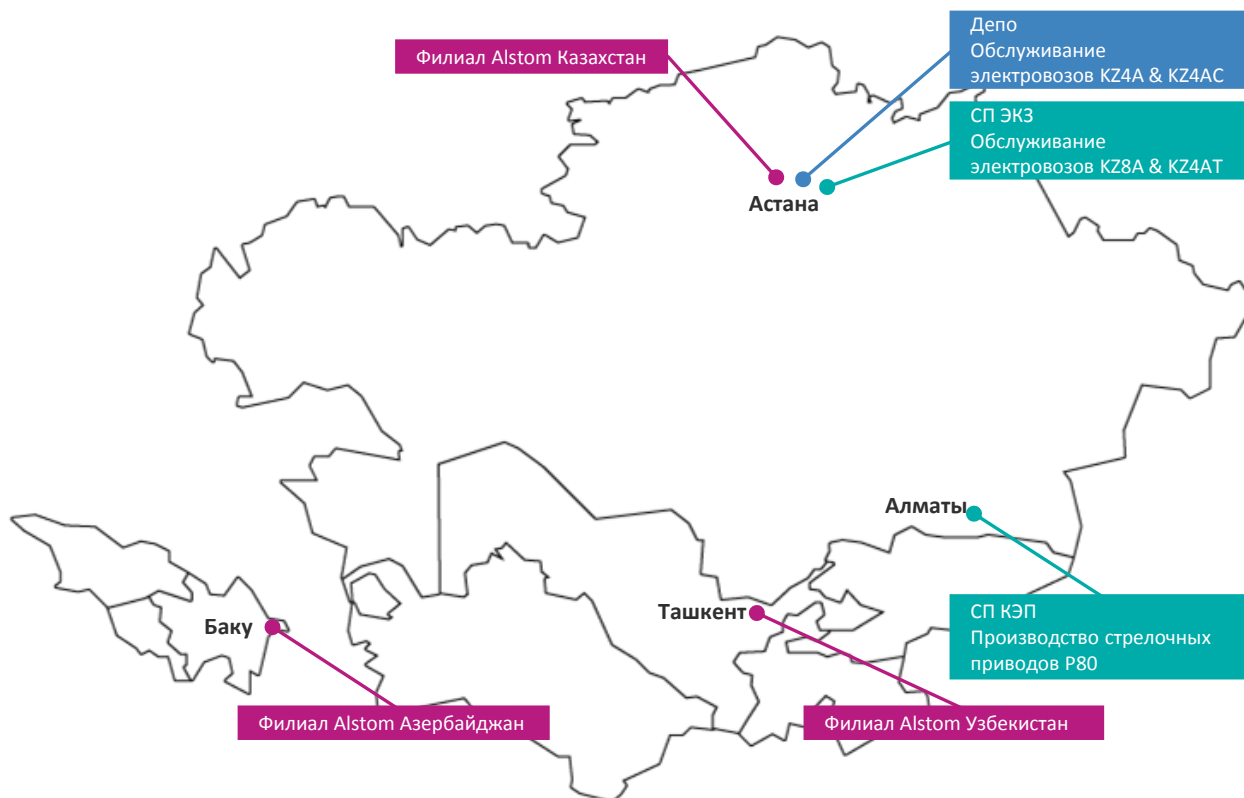 Филиал Alstom Казахстан
Депо
Обслуживание
электровозов KZ4A & KZ4AC
СП ЭКЗ
Обслуживание
электровозов KZ8A & KZ4AT
Астана
Алматы
Ташкент
Баку
СП КЭП
Производство стрелочных
приводов P80
Филиал Alstom Азербайджан
Филиал Alstom Узбекистан